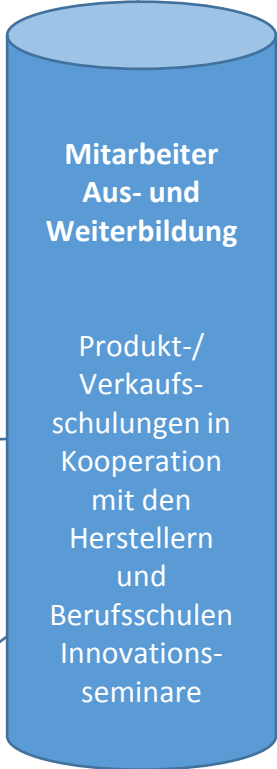 Mitarbeiter
Aus- und
Weiterbildung
Produkt-/
Verkaufs-
schulungen in
Kooperation
mit den
Herstellern
und
Berufsschulen
Innovations-
seminare